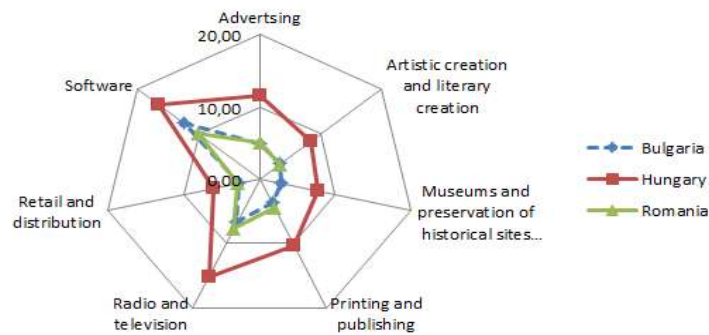 Advertsing
20,00
10,00
0,00
Artistic creation
and literary
creation
Museums and
preservation of
historical sites...
Printing and
publishing
Radio and
television
Retail and
distribution
Software
Bulgaria
Hungary
Romania